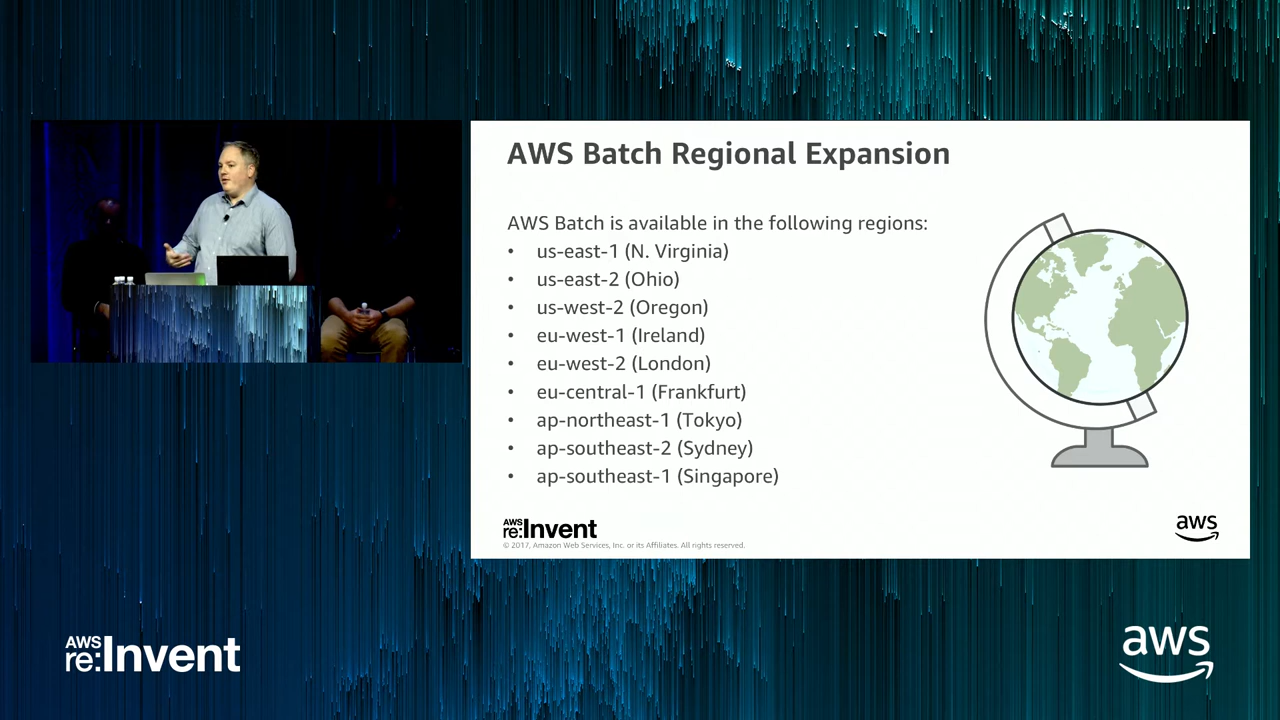 AWS Batch Regional Expansion
AWS Batch is available in the following regions:
• us-east-1 (N. Virginia)
• us-east-2 (Ohio)
• us-west-2 (Oregon)
• eu-west-1 (Ireland)
• eu-west-2 (London)
• eu-central-1 (Frankfurt)
• ap-northeast-1 (Tokyo)
• ap-southeast-2 (Sydney)
• ap-southeast-1 (Singapore)
AWS
re:Invent
© 2017, Amazon Web Services, Inc. or its Affiliates. All rights reserved.
aws
AWS
re:Invent
aws